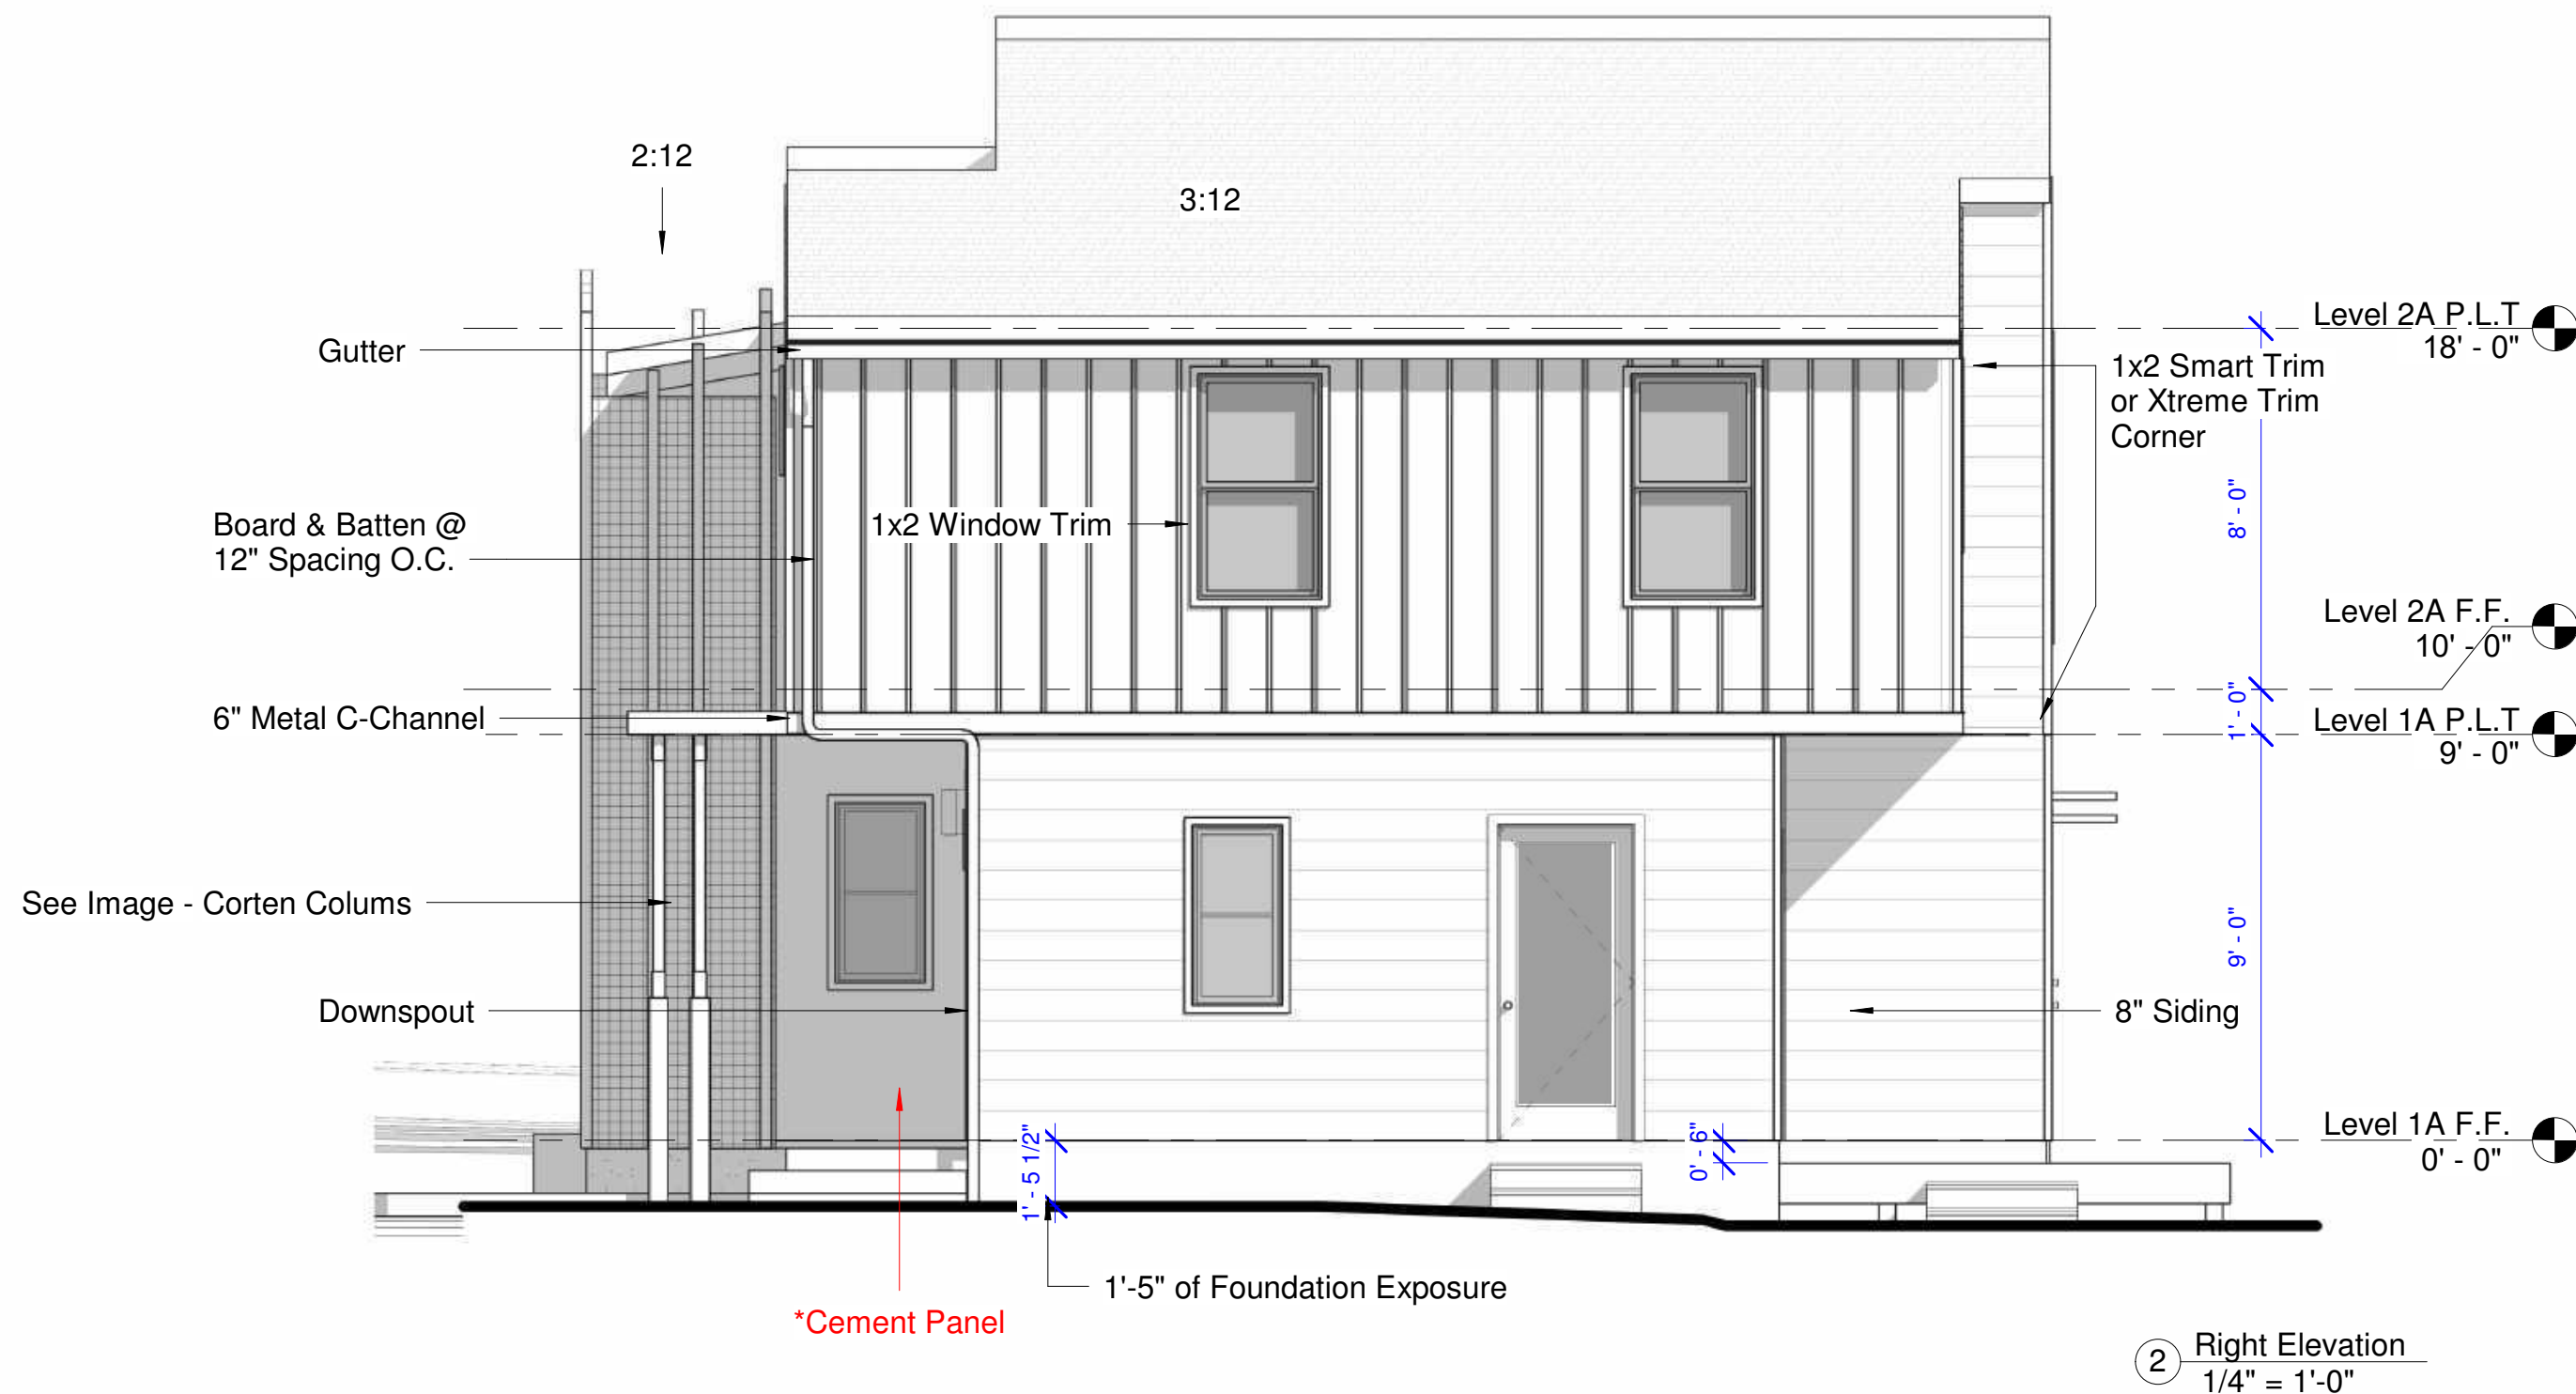 2:12
3:12
Gutter
Level 2A P.L.T
18' - 0"
1x2 Smart Trim
or Xtreme Trim
Corner
8' - 0"
Board & Batten @
12" Spacing O.C.
1x2 Window Trim
Level 2A F.F.
10' - 0"
6" Metal C-Channel
1' - 0"
Level 1A P.L.T
9' - 0"
See Image - Corten Colums
9' - 0"
Downspout
8" Siding
1' - 5 1/2"
0' - 6"
Level 1A F.F.
0' - 0"
1'-5" of Foundation Exposure
*Cement Panel
2 Right Elevation
1/4" = 1'-0"